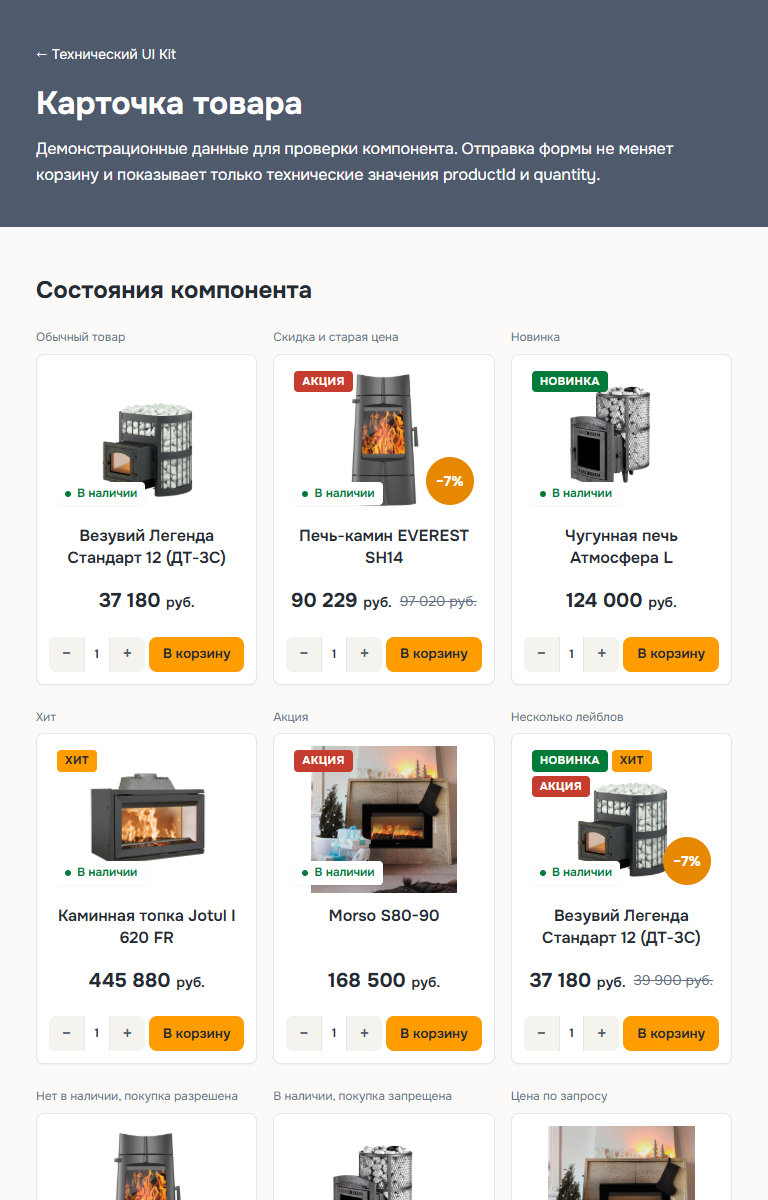 ← Технический UI Kit
Карточка товара
Демонстрационные данные для проверки компонента. Отправка формы не меняет
корзину и показывает только технические значения productId и quantity.
Состояния компонента
Обычный товар
В наличии
Везувий Легенда
Стандарт 12 (ДТ-3С)
37 180 руб.
− 1 + В корзину
Скидка и старая цена
АКЦИЯ
В наличии
−7%
Печь-камин EVEREST
SH14
90 229 руб. 97 020 руб.
− 1 + В корзину
Новинка
НОВИНКА
В наличии
Чугунная печь
Атмосфера L
124 000 руб.
− 1 + В корзину
Хит
ХИТ
В наличии
Каминная топка Jotul I
620 FR
445 880 руб.
− 1 + В корзину
Акция
АКЦИЯ
В наличии
Morso S80-90
168 500 руб.
− 1 + В корзину
Несколько лейблов
НОВИНКА ХИТ
АКЦИЯ
В наличии
−7%
Везувий Легенда
Стандарт 12 (ДТ-3С)
37 180 руб. 39 900 руб.
− 1 + В корзину
Нет в наличии, покупка разрешена
В наличии, покупка запрещена
Цена по запросу